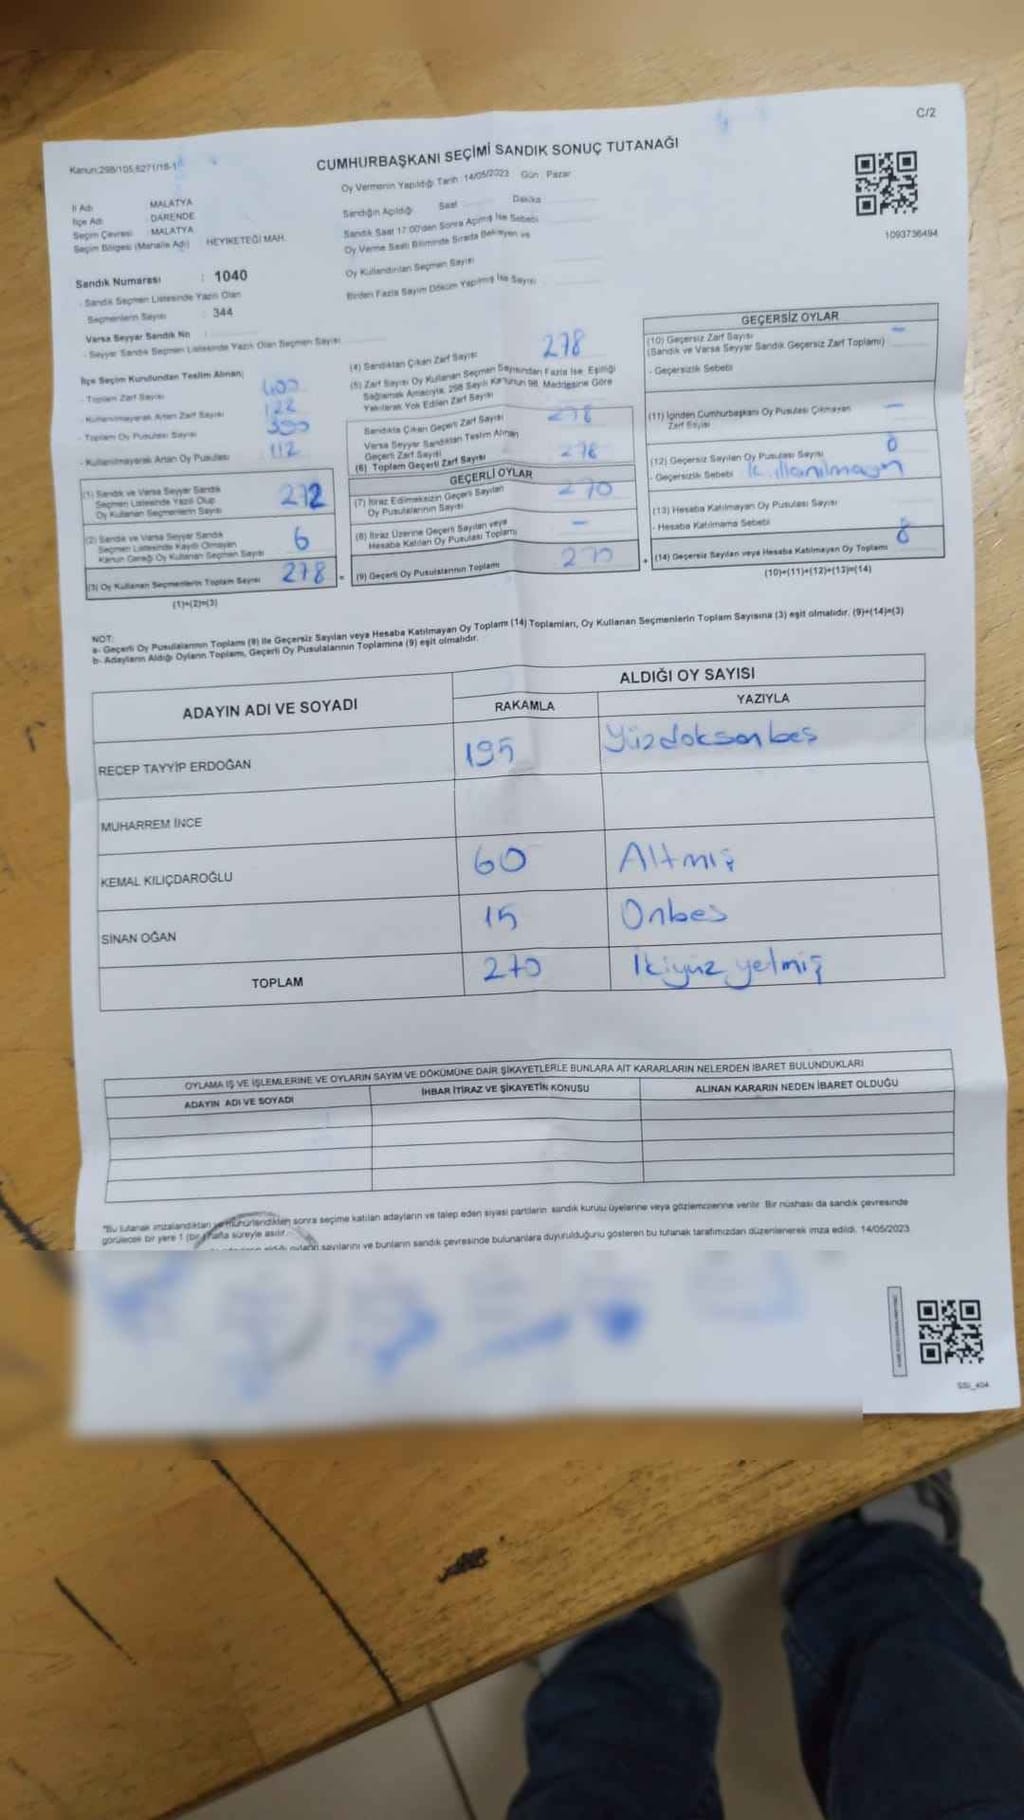 C/2
Kanun:298/105,6271/18-1
CUMHURBAŞKANI SEÇİMİ SANDIK SONUÇ TUTANAĞI
Oy Vermenin Yapıldığı Tarih : 14/05/2023 Gün : Pazar
İl Adı : MALATYA
İlçe Adı : DARENDE
Seçim Çevresi : MALATYA
Seçim Bölgesi (Mahalle Adı) : HEYİKETEĞİ MAH.
Sandığın Açıldığı Saat Dakika
Sandık Saat 17:00'den Sonra Açılmış İse Sebebi
Oy Verme Saati Bitiminde Sırada Bekleyen ve
Oy Kullandırılan Seçmen Sayısı
Birden Fazla Sayım Döküm Yapılmış İse Sayısı
1093736494
Sandık Numarası : 1040
- Sandık Seçmen Listesinde Yazılı Olan
Seçmenlerin Sayısı : 344
Varsa Seyyar Sandık No :
- Seyyar Sandık Seçmen Listesinde Yazılı Olan Seçmen Sayısı
İlçe Seçim Kurulundan Teslim Alınan;
- Toplam Zarf Sayısı 400
- Kullanılmayarak Artan Zarf Sayısı 122
- Toplam Oy Pusulası Sayısı
- Kullanılmayarak Artan Oy Pusulası 112
(1) Sandık ve Varsa Seyyar Sandık
Seçmen Listesinde Yazılı Olup
Oy Kullanan Seçmenlerin Sayısı 272
(2) Sandık ve Varsa Seyyar Sandık
Seçmen Listesinde Kayıtlı Olmayan
Kanun Gereği Oy Kullanan Seçmen Sayısı 6
(3) Oy Kullanan Seçmenlerin Toplam Sayısı 278
(1)+(2)=(3)
(4) Sandıktan Çıkan Zarf Sayısı 278
(5) Zarf Sayısı Oy Kullanan Seçmen Sayısından Fazla İse, Eşitliği
Sağlamak Amacıyla, 298 Sayılı Kanunun 98. Maddesine Göre
Yakılarak Yok Edilen Zarf Sayısı
Sandıkta Çıkan Geçerli Zarf Sayısı 278
Varsa Seyyar Sandıktan Teslim Alınan
Geçerli Zarf Sayısı
(6) Toplam Geçerli Zarf Sayısı 278
GEÇERLİ OYLAR
(7) İtiraz Edilmeksizin Geçerli Sayılan
Oy Pusulasının Sayısı 270
(8) İtiraz Üzerine Geçerli Sayılan veya
Hesaba Katılan Oy Pusulası Toplamı -
(9) Geçerli Oy Pusulalarının Toplamı 270
GEÇERSİZ OYLAR
(10) Geçersiz Zarf Sayısı -
(Sandık ve Varsa Seyyar Sandık Geçersiz Zarf Toplamı)
- Geçersizlik Sebebi
(11) İçinden Cumhurbaşkanı Oy Pusulası Çıkmayan
Zarf Sayısı -
(12) Geçersiz Sayılan Oy Pusulası Sayısı 8
- Geçersizlik Sebebi
(13) Hesaba Katılmayan Oy Pusulası Sayısı
- Hesaba Katılmama Sebebi
(14) Geçersiz Sayılan veya Hesaba Katılmayan Oy Toplamı 8
(10)+(11)+(12)+(13)=(14)
NOT:
a- Geçerli Oy Pusulalarının Toplamı (9) ile Geçersiz Sayılan veya Hesaba Katılmayan Oy Toplamı (14) Toplamları, Oy Kullanan Seçmenlerin Toplam Sayısına (3) eşit olmalıdır. (9)+(14)=(3)
b- Adayların Aldığı Oyların Toplamı, Geçerli Oy Pusulalarının Toplamına (9) eşit olmalıdır.
ADAYIN ADI VE SOYADI
ALDIĞI OY SAYISI
RAKAMLA YAZIYLA
RECEP TAYYİP ERDOĞAN 195 Yüzdoksanbeş
MUHARREM İNCE
KEMAL KILIÇDAROĞLU 60 Altmış
SİNAN OĞAN 15 Onbeş
TOPLAM 270 İkiyüz yetmiş
OYLAMA İŞ VE İŞLEMLERİNE VE OYLARIN SAYIM VE DÖKÜMÜNE DAİR ŞİKAYETLERLE BUNLARA AİT KARARLARIN NELERDEN İBARET BULUNDUKLARI
ADAYIN ADI VE SOYADI İHBAR İTİRAZ VE ŞİKAYETİN KONUSU ALINAN KARARIN NEDEN İBARET OLDUĞU
"Bu tutanak imzalandıktan ve mühürlendikten sonra seçime katılan adayların ve talep eden siyasi partilerin sandık kurulu üyelerine veya gözlemcilerine verilir. Bir nüshası da sandık çevresinde
görülecek bir yere 1 (bir) hafta süreyle asılır.
oyların sayılarını ve bunların sandık çevresinde bulunanlara duyurulduğunu gösteren bu tutanak tarafımızdan düzenlenerek imza edildi. 14/05/2023